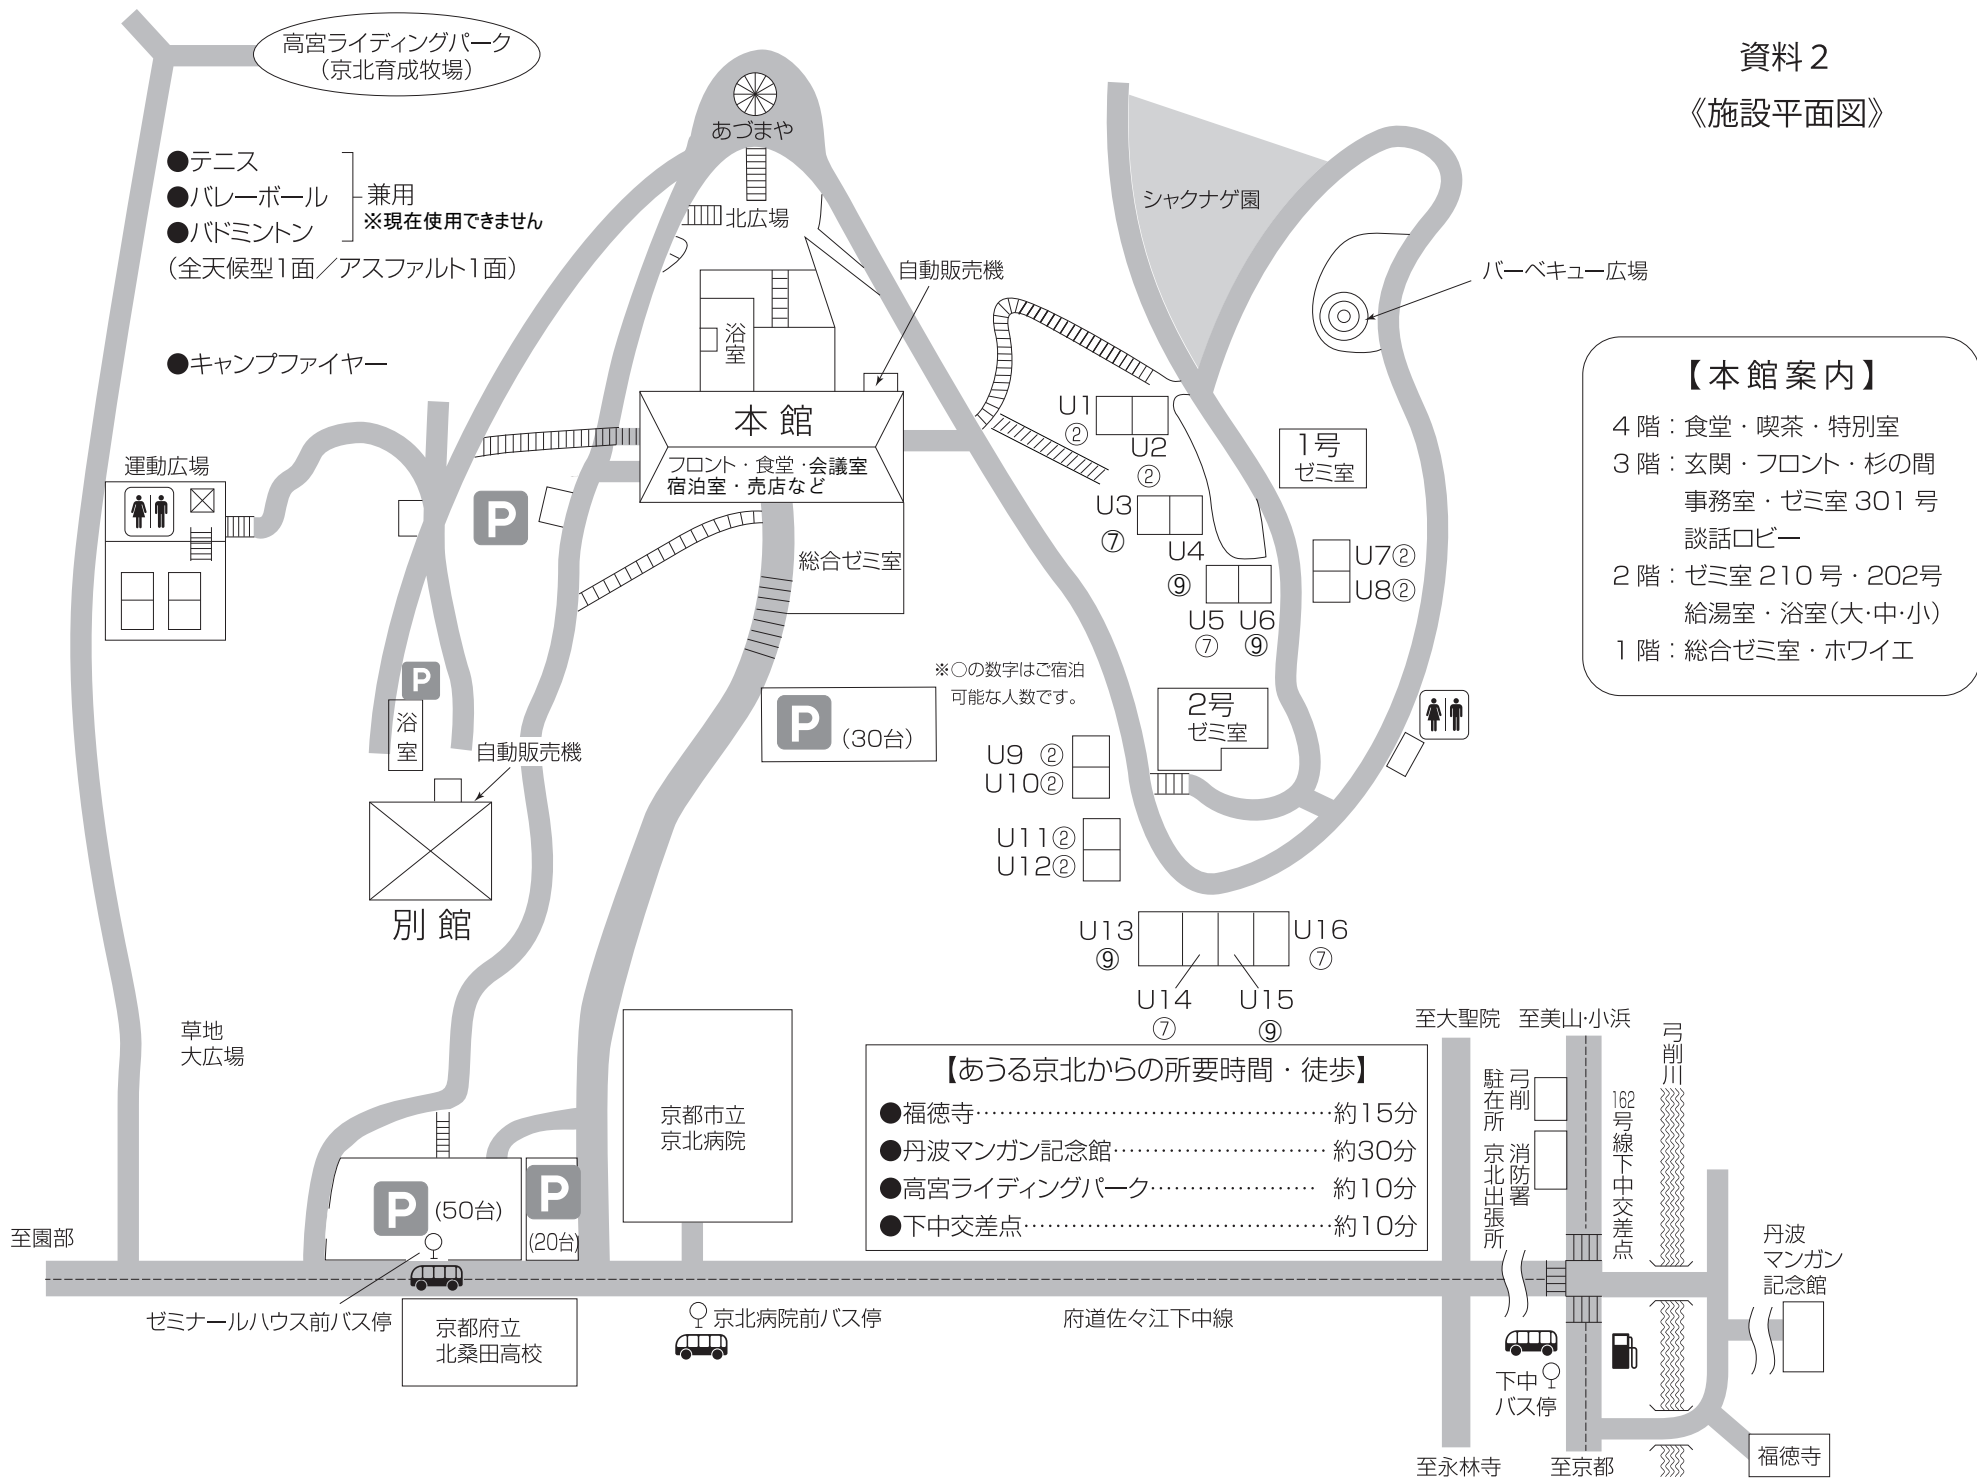 資料2
《施設平面図》
高宮ライディングパーク
(京北育成牧場)
●テニス
●バレーボール
●バドミントン
兼用
※現在使用できません
(全天候型1面／アスファルト1面)
●キャンプファイヤー
あづまや
北広場
自動販売機
浴室
本館
フロント・食堂・会議室
宿泊室・売店など
総合ゼミ室
運動広場
P
P
浴室
自動販売機
別館
P (30台)
シャクナゲ園
バーベキュー広場
U1
②
U2
②
U3
⑦
U4
⑨
U5
⑦
U6
⑨
1号
ゼミ室
U7②
U8②
※○の数字はご宿泊
可能な人数です。
2号
ゼミ室
U9 ②
U10②
U11②
U12②
U13
⑨
U14
⑦
U15
⑨
U16
⑦
【本館案内】
4階：食堂・喫茶・特別室
3階：玄関・フロント・杉の間
事務室・ゼミ室301号
談話ロビー
2階：ゼミ室210号・202号
給湯室・浴室(大・中・小)
1階：総合ゼミ室・ホワイエ
草地
大広場
京都市立
京北病院
P (50台)
P
(20台)
至園部
ゼミナールハウス前バス停
京都府立
北桑田高校
京北病院前バス停
府道佐々江下中線
【あうる京北からの所要時間・徒歩】
●福徳寺……………………………………約15分
●丹波マンガン記念館……………………約30分
●高宮ライディングパーク……………… 約10分
●下中交差点………………………………約10分
至大聖院
至美山・小浜
弓削川
弓削
駐在所
消防署
京北出張所
162号線下中交差点
丹波
マンガン
記念館
下中
バス停
至永林寺
至京都
福徳寺